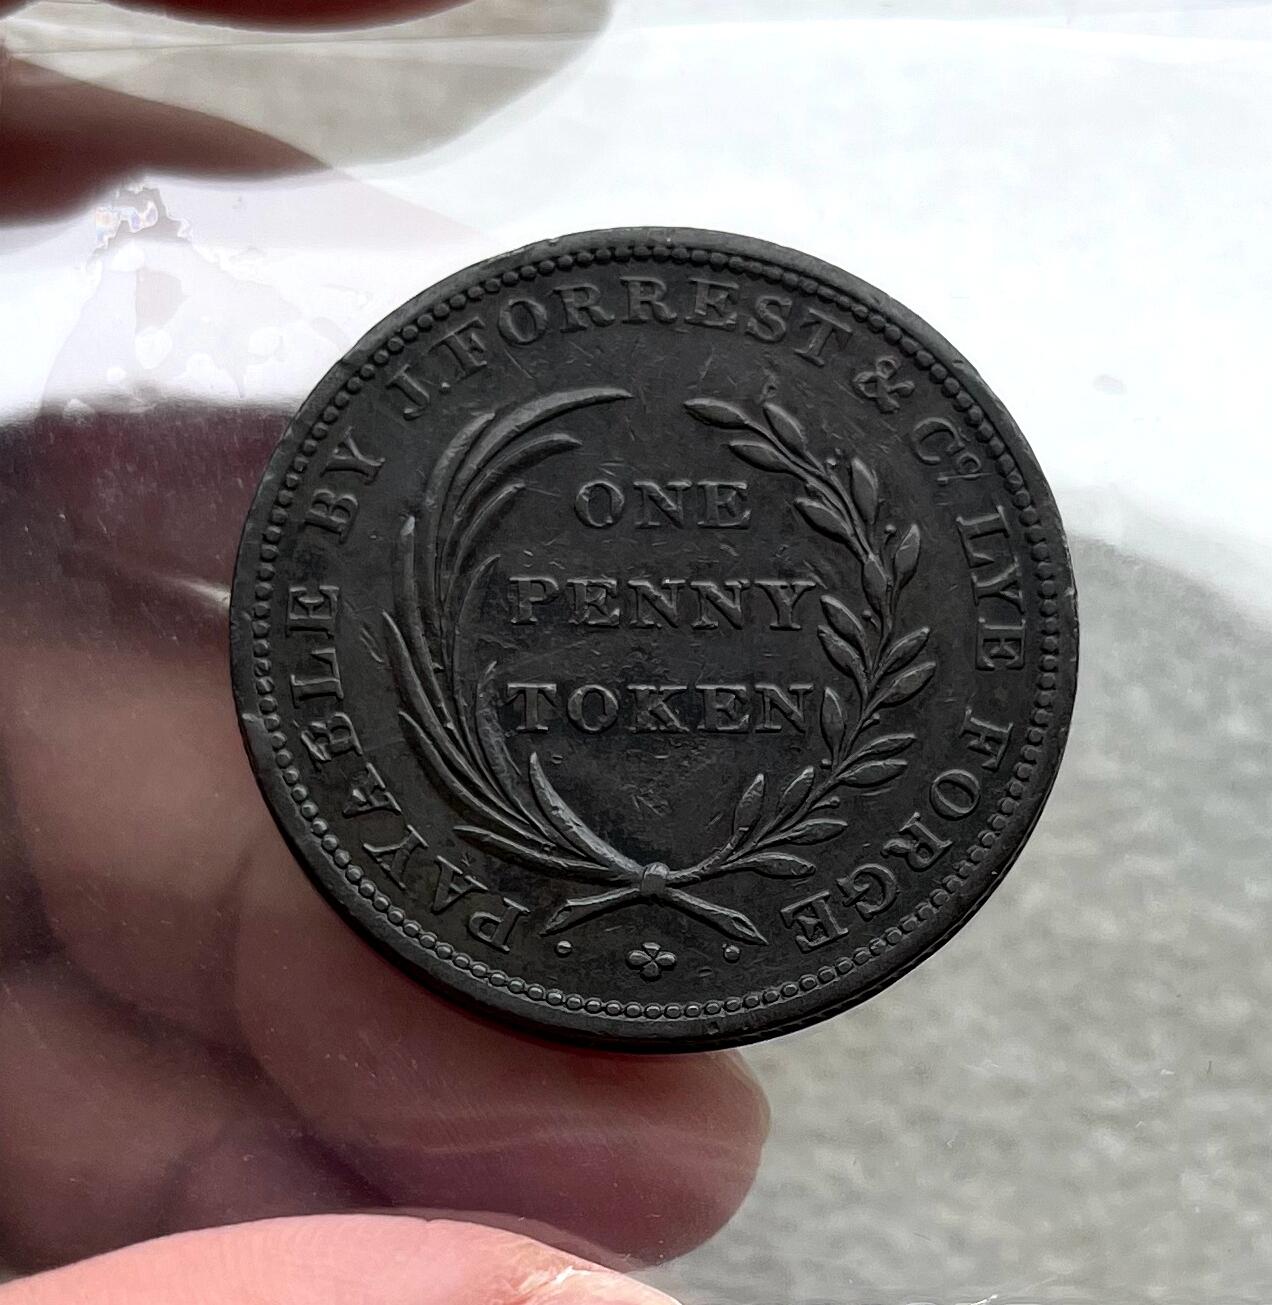 PAYABLE BY J. FORREST & Co. LYE FORGE
ONE
PENNY
TOKEN